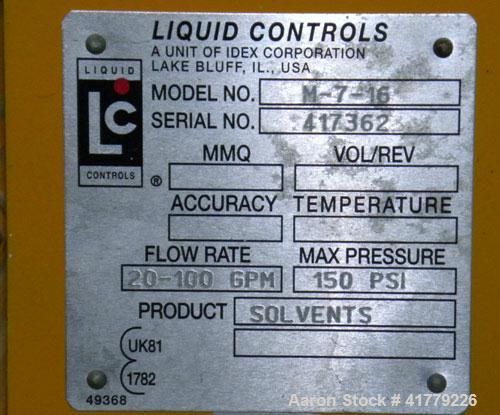 LIQUID CONTROLS
A UNIT OF IDEX CORPORATION
LAKE BLUFF, IL., USA
LIQUID
LC
CONTROLS
®
MODEL NO. M-7-16
SERIAL NO. 417362
MMQ VOL/REV
ACCURACY TEMPERATURE
FLOW RATE MAX PRESSURE
20-100 GPM 150 PSI
PRODUCT SOLVENTS
UK81
1782
49368
Aaron Stock # 41779226